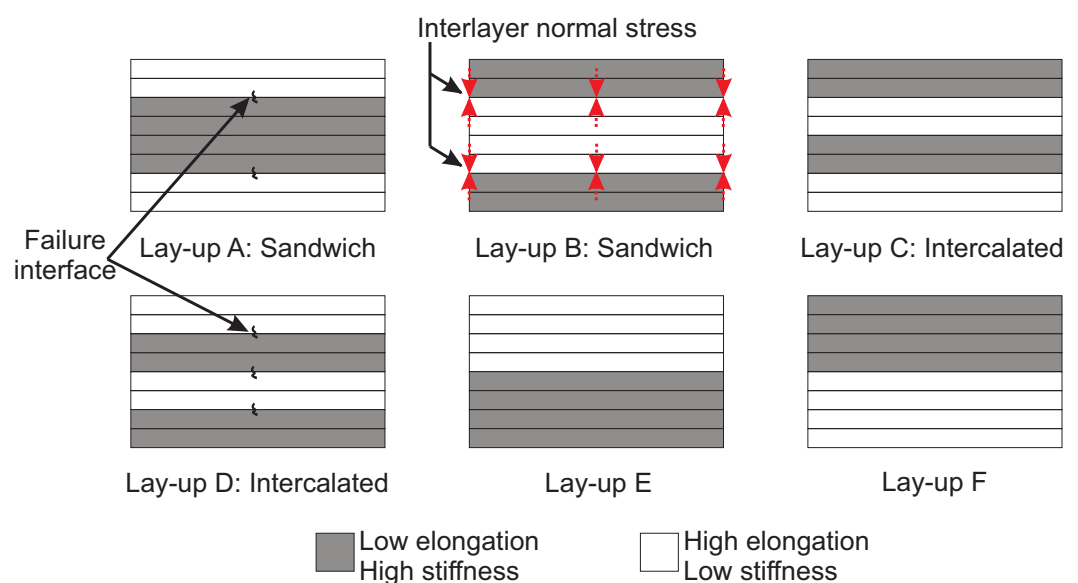 Interlayer normal stress
Lay-up A: Sandwich
Lay-up B: Sandwich
Lay-up C: Intercalated
Failure
interface
Lay-up D: Intercalated
Lay-up E
Lay-up F
Low elongation
High stiffness
High elongation
Low stiffness